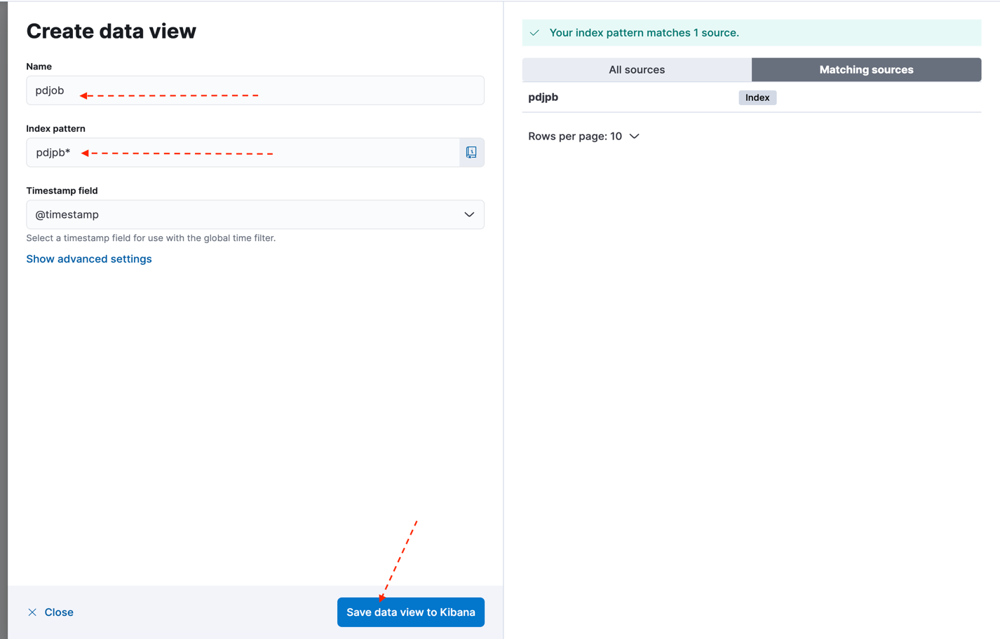 Create data view
Name
pdjob
Index pattern
pdjpb*
Timestamp field
@timestamp
Select a timestamp field for use with the global time filter.
Show advanced settings
Close
Save data view to Kibana
Your index pattern matches 1 source.
All sources
Matching sources
pdjpb
Index
Rows per page: 10